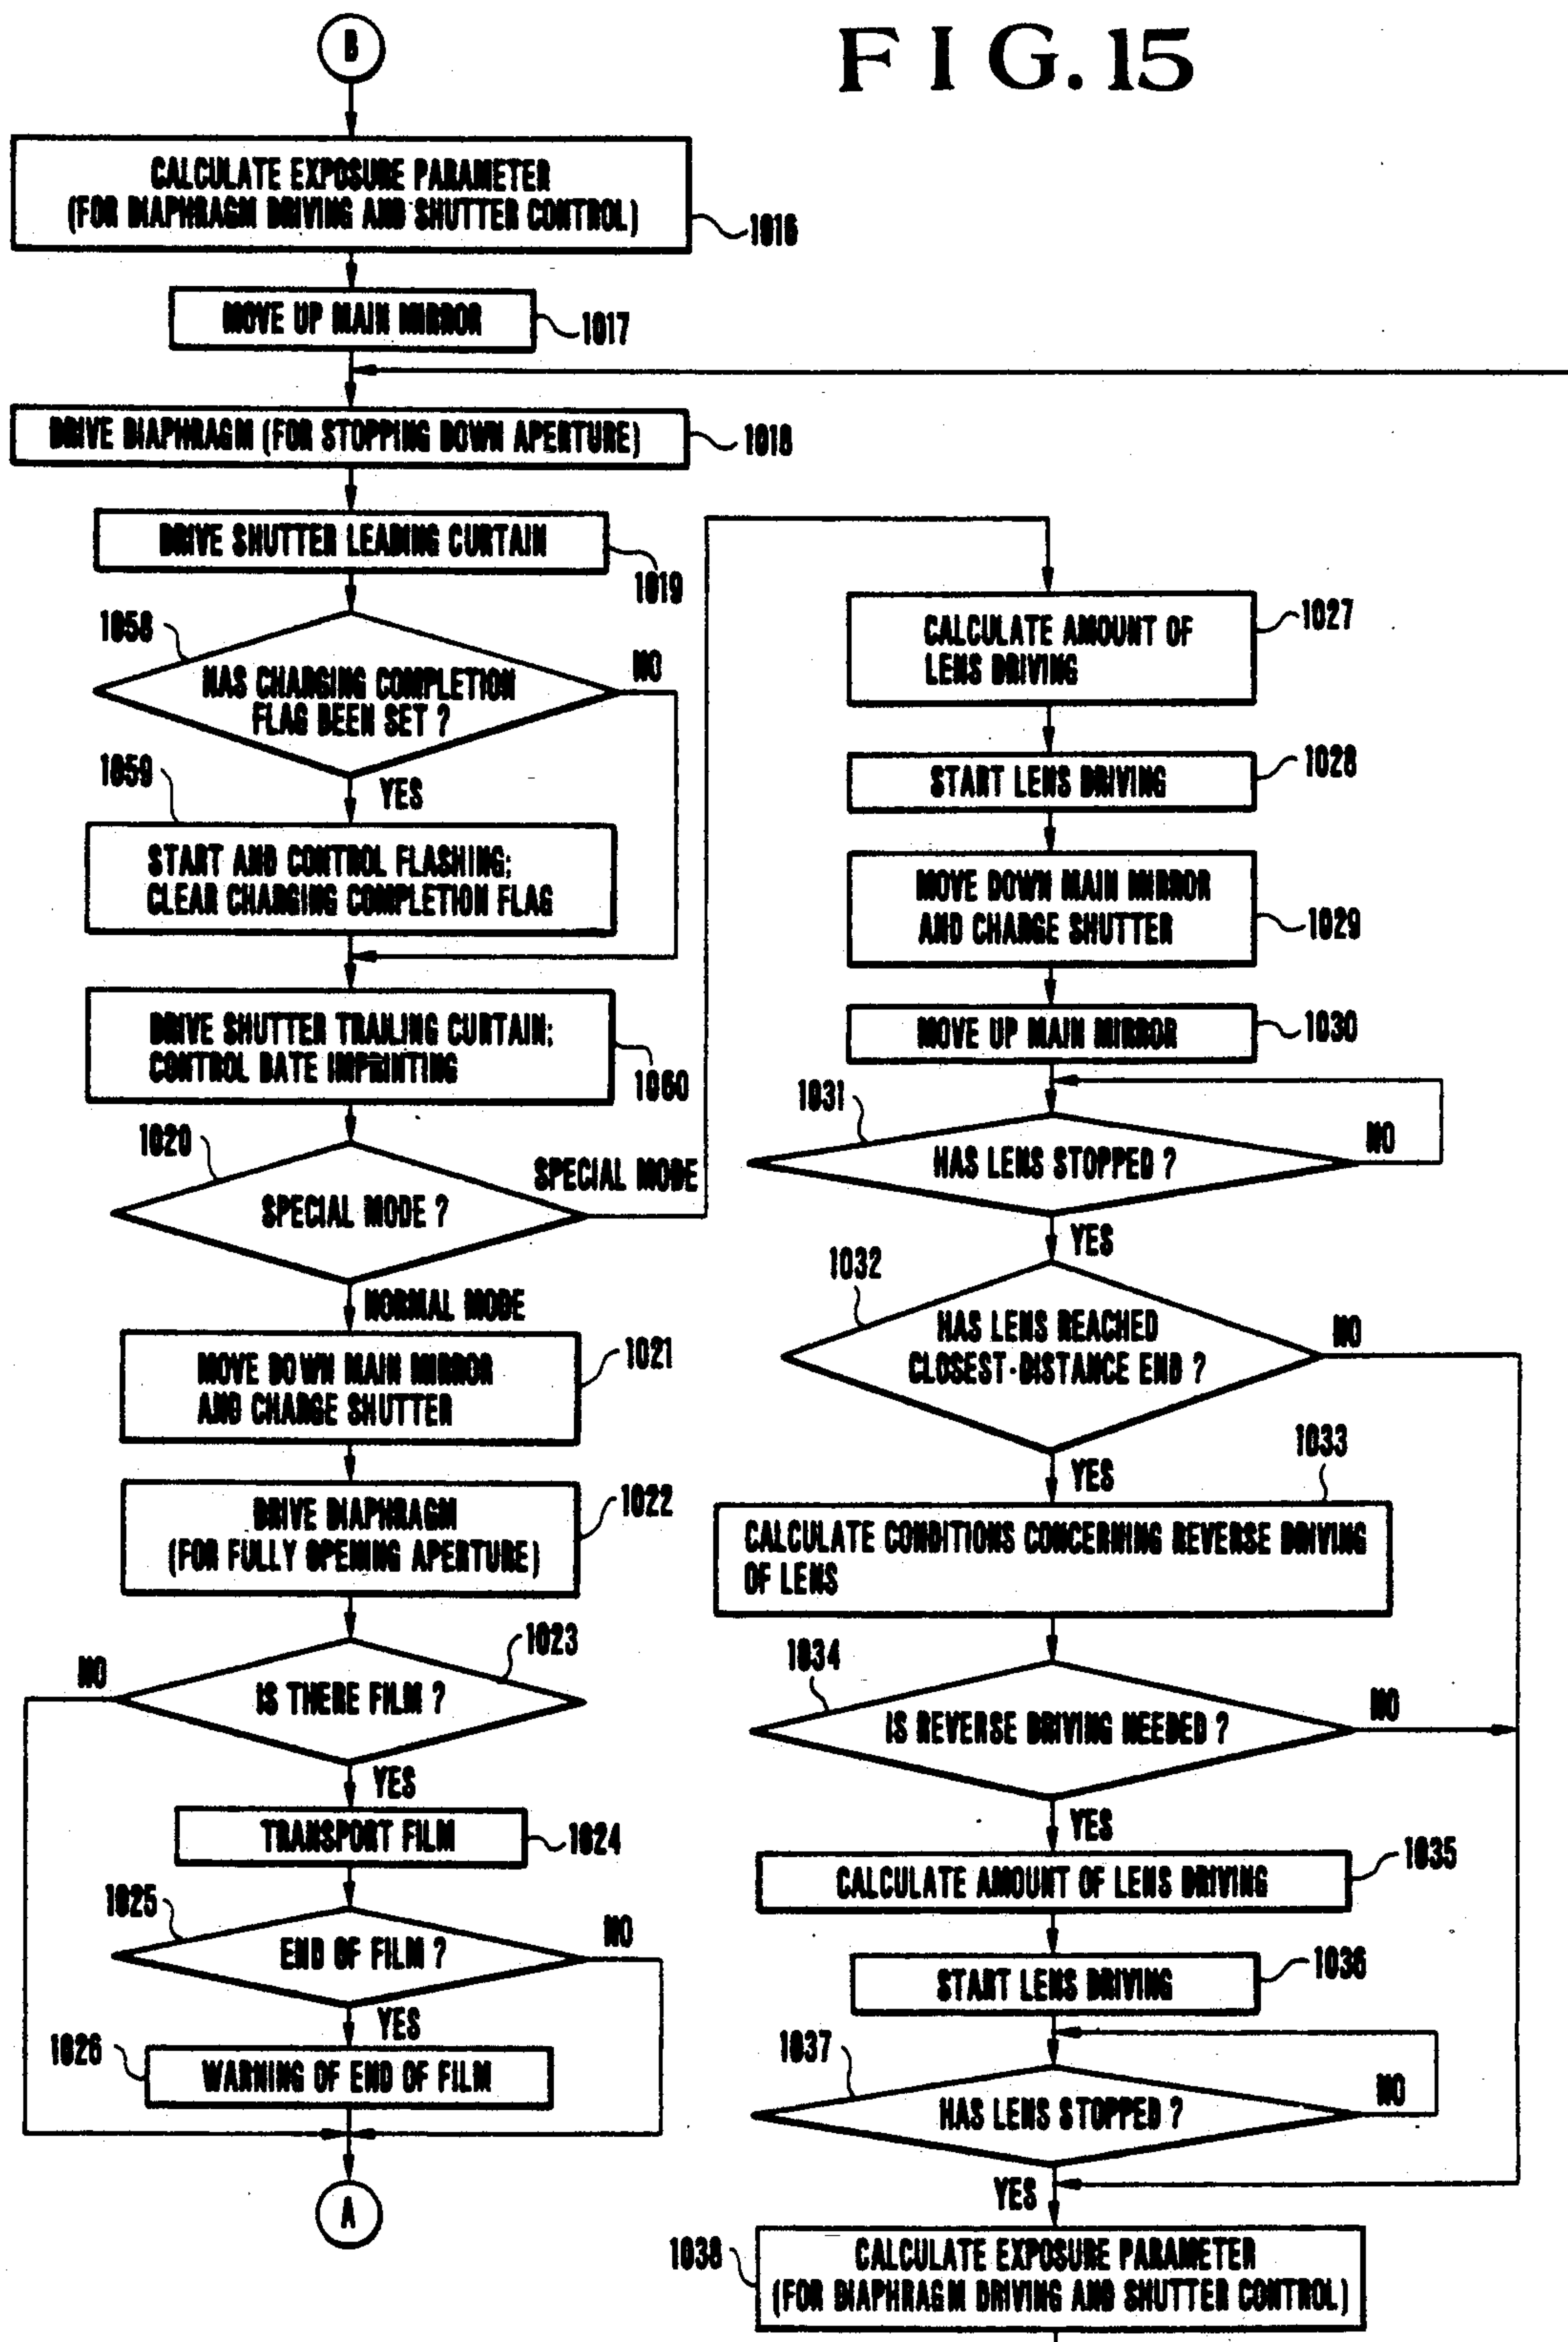 FIG. 15
B
CALCULATE EXPOSURE PARAMETER
(FOR DIAPHRAGM DRIVING AND SHUTTER CONTROL)
1016
MOVE UP MAIN MIRROR
1017
DRIVE DIAPHRAGM (FOR STOPPING DOWN APERTURE)
1018
DRIVE SHUTTER LEADING CURTAIN
1019
1058
HAS CHARGING COMPLETION
FLAG BEEN SET ?
NO
YES
1059
START AND CONTROL FLASHING;
CLEAR CHARGING COMPLETION FLAG
DRIVE SHUTTER TRAILING CURTAIN;
CONTROL DATE IMPRINTING
1060
1020
SPECIAL MODE ?
SPECIAL MODE
NORMAL MODE
MOVE DOWN MAIN MIRROR
AND CHARGE SHUTTER
1021
DRIVE DIAPHRAGM
(FOR FULLY OPENING APERTURE)
1022
1023
NO
IS THERE FILM ?
YES
TRANSPORT FILM
1024
1025
END OF FILM ?
NO
YES
1026
WARNING OF END OF FILM
A
CALCULATE AMOUNT OF
LENS DRIVING
1027
START LENS DRIVING
1028
MOVE DOWN MAIN MIRROR
AND CHARGE SHUTTER
1029
MOVE UP MAIN MIRROR
1030
1031
HAS LENS STOPPED ?
NO
YES
1032
HAS LENS REACHED
CLOSEST-DISTANCE END ?
NO
YES
1033
CALCULATE CONDITIONS CONCERNING REVERSE DRIVING
OF LENS
1034
IS REVERSE DRIVING NEEDED ?
NO
YES
CALCULATE AMOUNT OF LENS DRIVING
1035
START LENS DRIVING
1036
1037
HAS LENS STOPPED ?
NO
YES
1038
CALCULATE EXPOSURE PARAMETER
(FOR DIAPHRAGM DRIVING AND SHUTTER CONTROL)